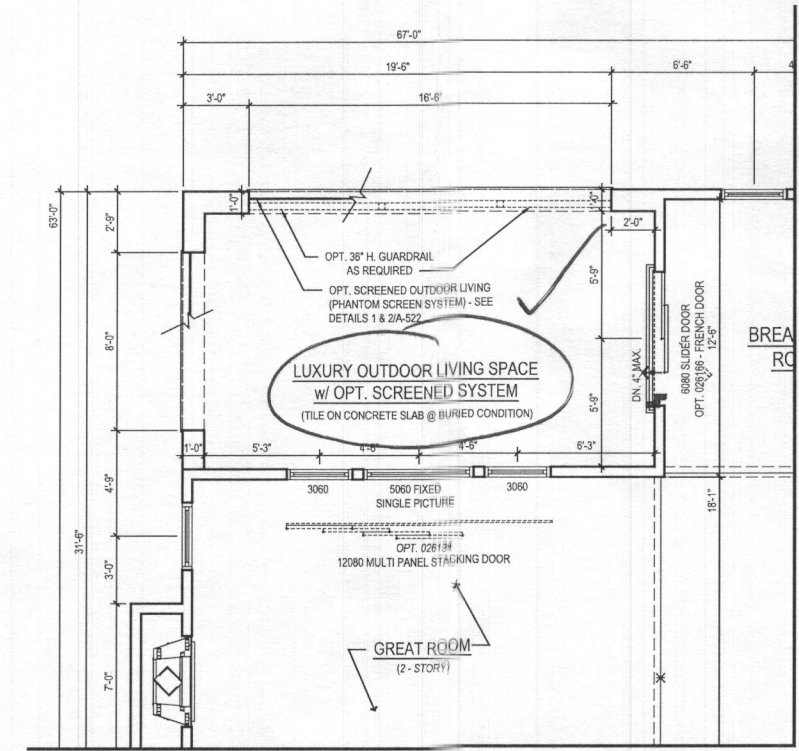 67'-0"
19'-6"
6'-6"
4
3'-0"
16'-6"
63'-0"
2'-9"
1'-0"
1'-0"
2'-0"
OPT. 36" H. GUARDRAIL
AS REQUIRED
OPT. SCREENED OUTDOOR LIVING
(PHANTOM SCREEN SYSTEM) - SEE
DETAILS 1 & 2/A-522
5'-9"
8'-0"
LUXURY OUTDOOR LIVING SPACE
w/ OPT. SCREENED SYSTEM
(TILE ON CONCRETE SLAB @ BURIED CONDITION)
5'-9"
DN. 4" MAX.
6080 SLIDER DOOR
OPT. 026166 - FRENCH DOOR
12'-6"
BREA
RO
1'-0"
5'-3"
4'-6"
4'-6"
6'-3"
3060
5060 FIXED
SINGLE PICTURE
3060
4'-9"
18'-1"
31'-6"
OPT. 026134
12080 MULTI PANEL STACKING DOOR
3'-0"
GREAT ROOM
(2 - STORY)
7'-0"